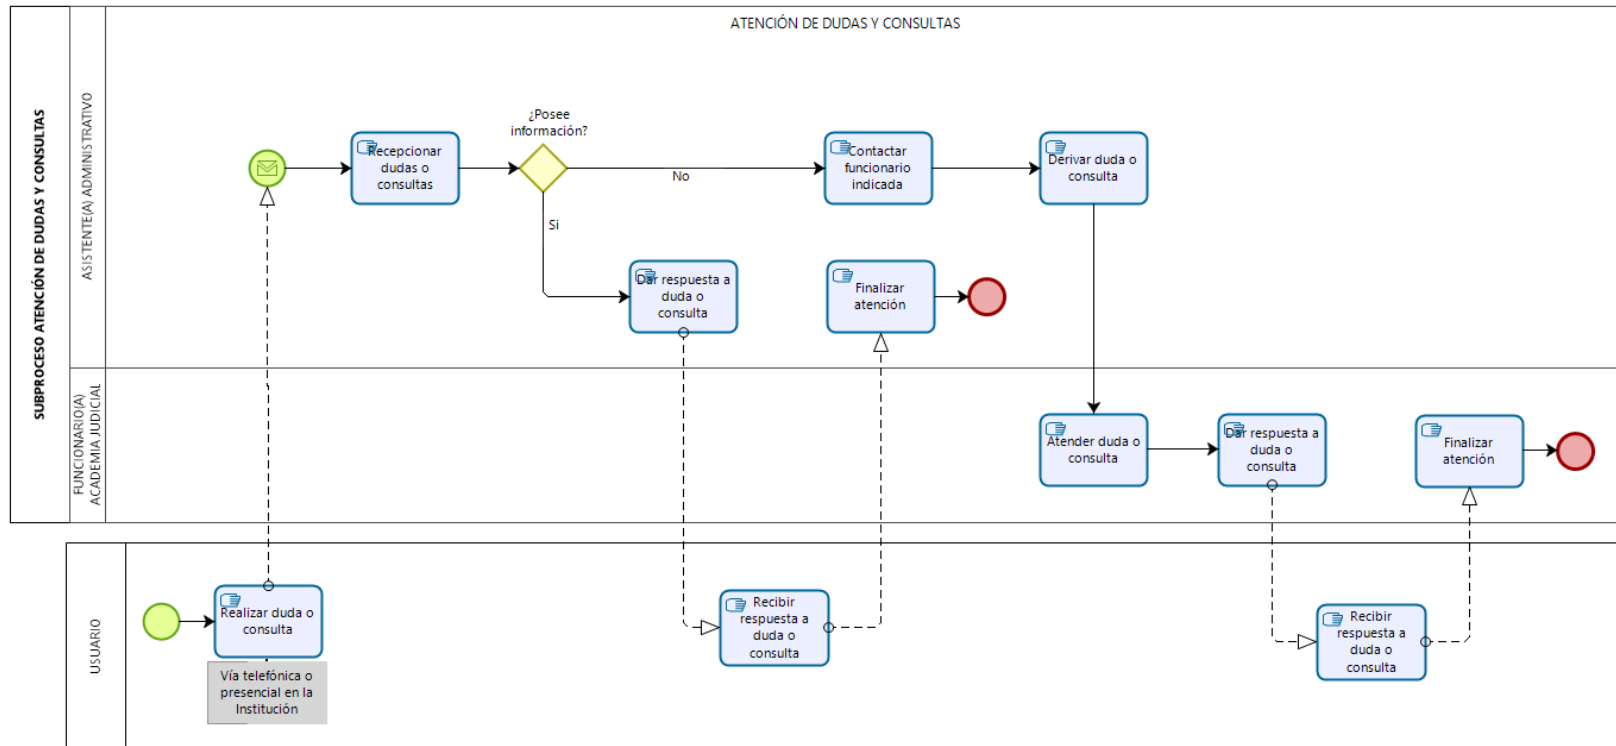 ATENCIÓN DE DUDAS Y CONSULTAS
SUBPROCESO ATENCIÓN DE DUDAS Y CONSULTAS
ASISTENTE(A) ADMINISTRATIVO
¿Posee
información?
Recepcionar
dudas o
consultas
No
Contactar
funcionario
indicada
Derivar duda o
consulta
Si
Dar respuesta a
duda o
consulta
Finalizar
atención
FUNCIONARIO(A)
ACADEMIA JUDICIAL
Atender duda o
consulta
Dar respuesta a
duda o
consulta
Finalizar
atención
USUARIO
Realizar duda o
consulta
Vía telefónica o
presencial en la
Institución
Recibir
respuesta a
duda o
consulta
Recibir
respuesta a
duda o
consulta